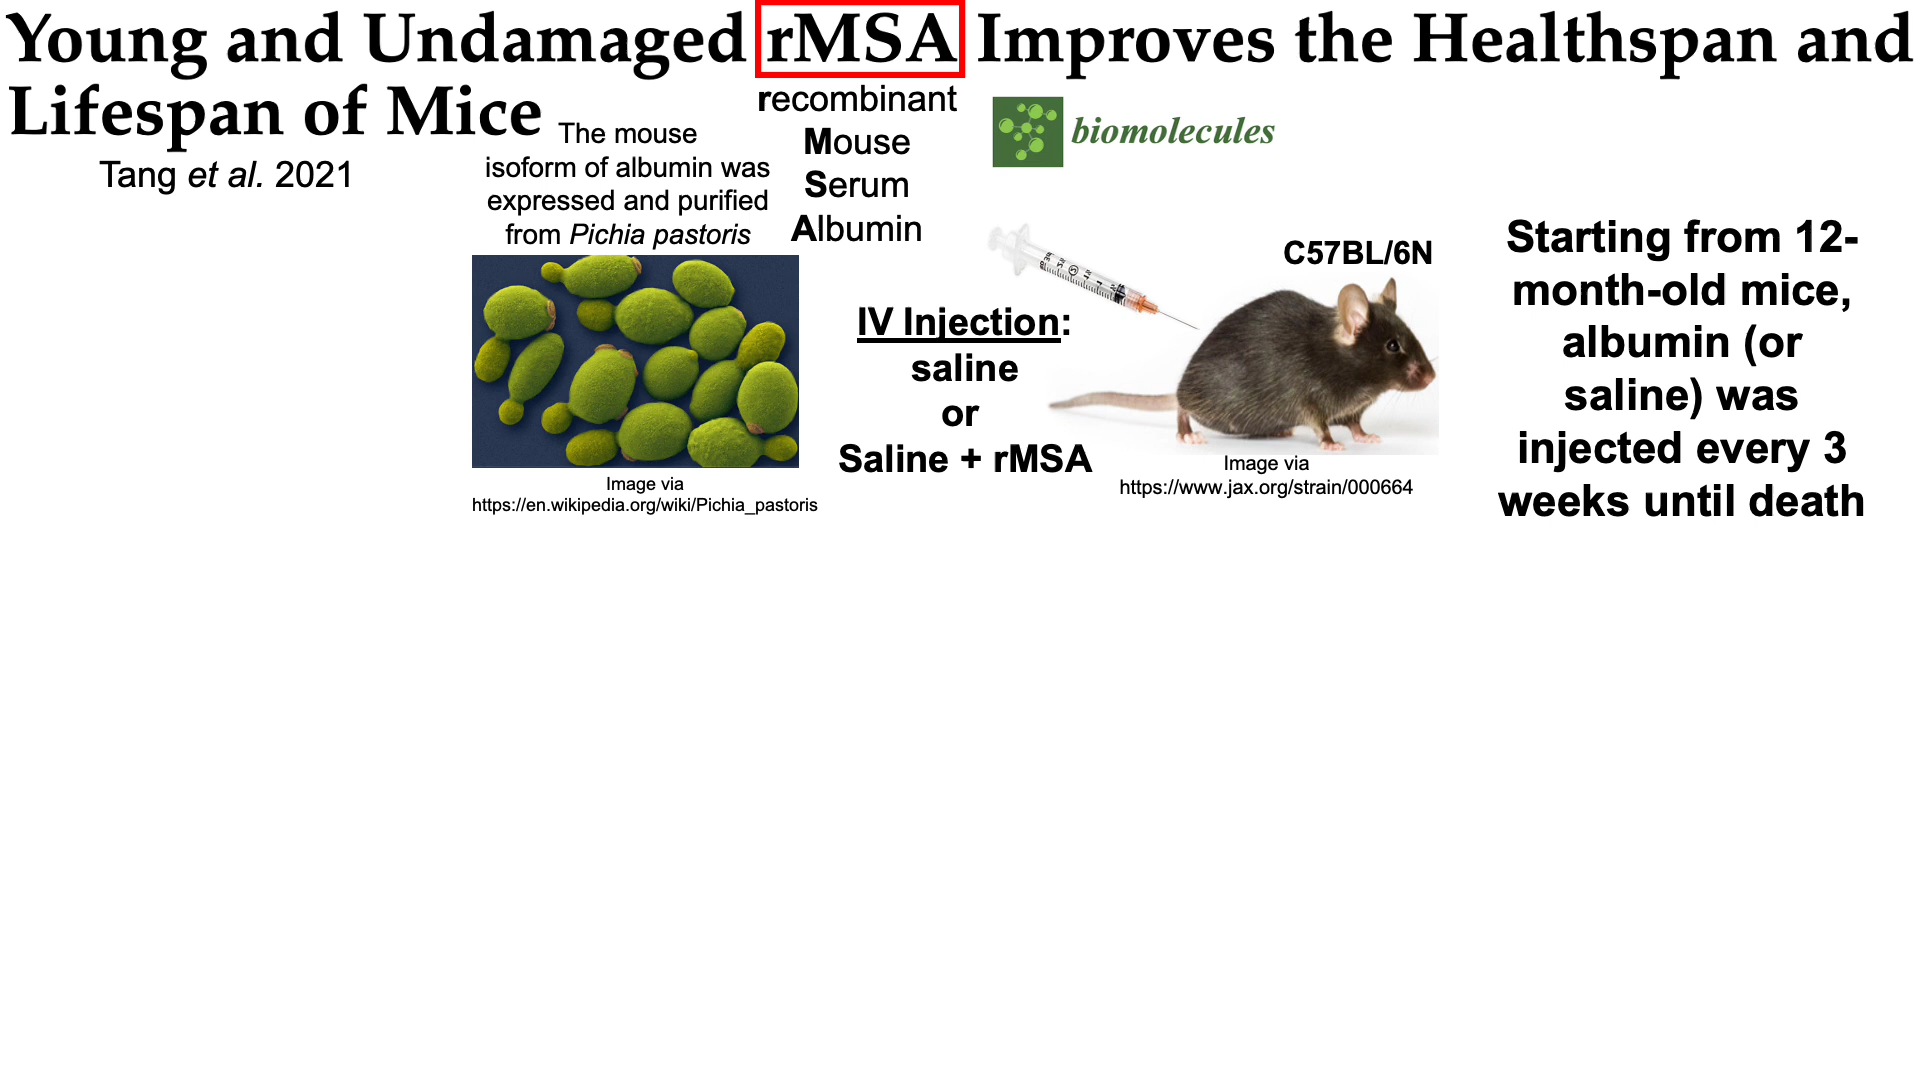 Young and Undamaged rMSA Improves the Healthspan and
Lifespan of Mice
Tang et al. 2021
The mouse
isoform of albumin was
expressed and purified
from Pichia pastoris
recombinant
Mouse
Serum
Albumin
biomolecules
Image via
https://en.wikipedia.org/wiki/Pichia_pastoris
IV Injection:
saline
or
Saline + rMSA
C57BL/6N
Image via
https://www.jax.org/strain/000664
Starting from 12-
month-old mice,
albumin (or
saline) was
injected every 3
weeks until death